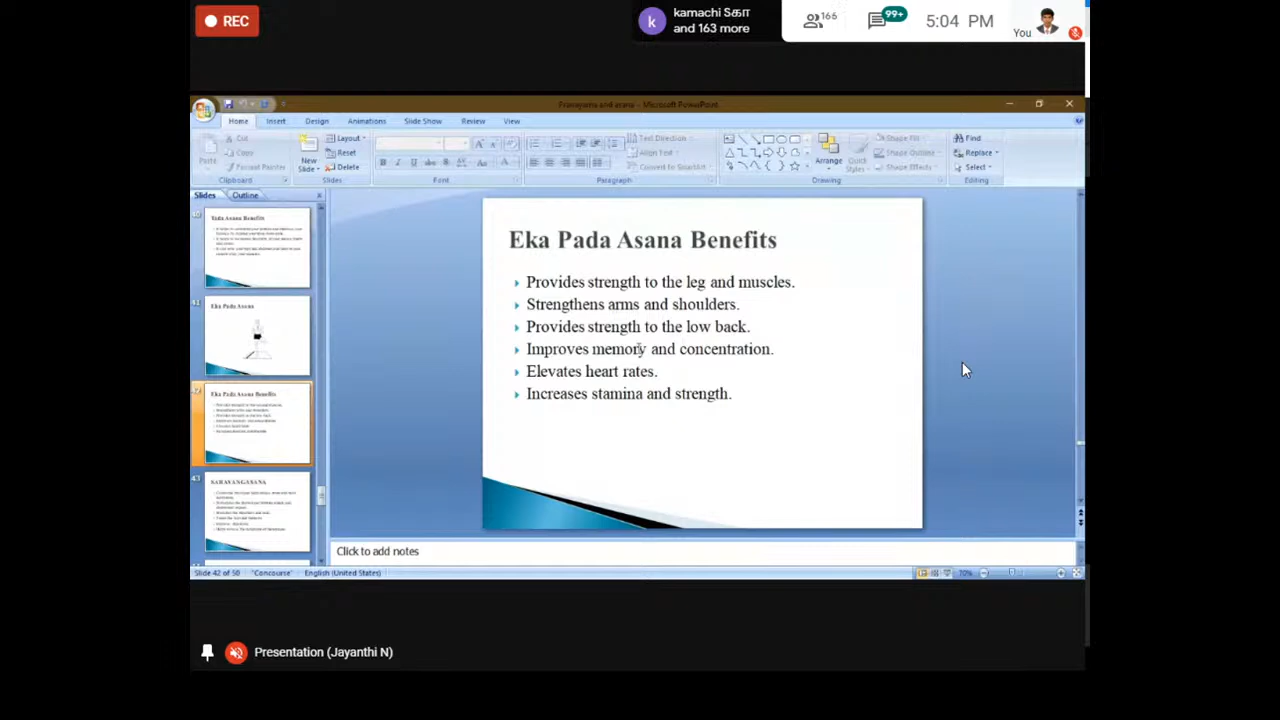 REC
kamachi கோ
and 163 more
166
99+
5:04 PM
You
Pranayama and asana - Microsoft PowerPoint
Home Insert Design Animations Slide Show Review View
Paste
Cut
Copy
Format Painter
Clipboard
New
Slide
Layout
Reset
Delete
Slides
Font
Text Direction
Align Text
Convert to SmartArt
Paragraph
Arrange
Quick
Styles
Shape Fill
Shape Outline
Shape Effects
Drawing
Find
Replace
Select
Editing
Slides Outline
Tada Asana Benefits
41
Eka Pada Asana
Eka Pada Asana Benefits
43
Eka Pada Asana Benefits
Provides strength to the leg and muscles.
Strengthens arms and shoulders.
Provides strength to the low back.
Improves memory and concentration.
Elevates heart rates.
Increases stamina and strength.
Click to add notes
Slide 42 of 50 "Concourse" English (United States)
70%
Presentation (Jayanthi N)